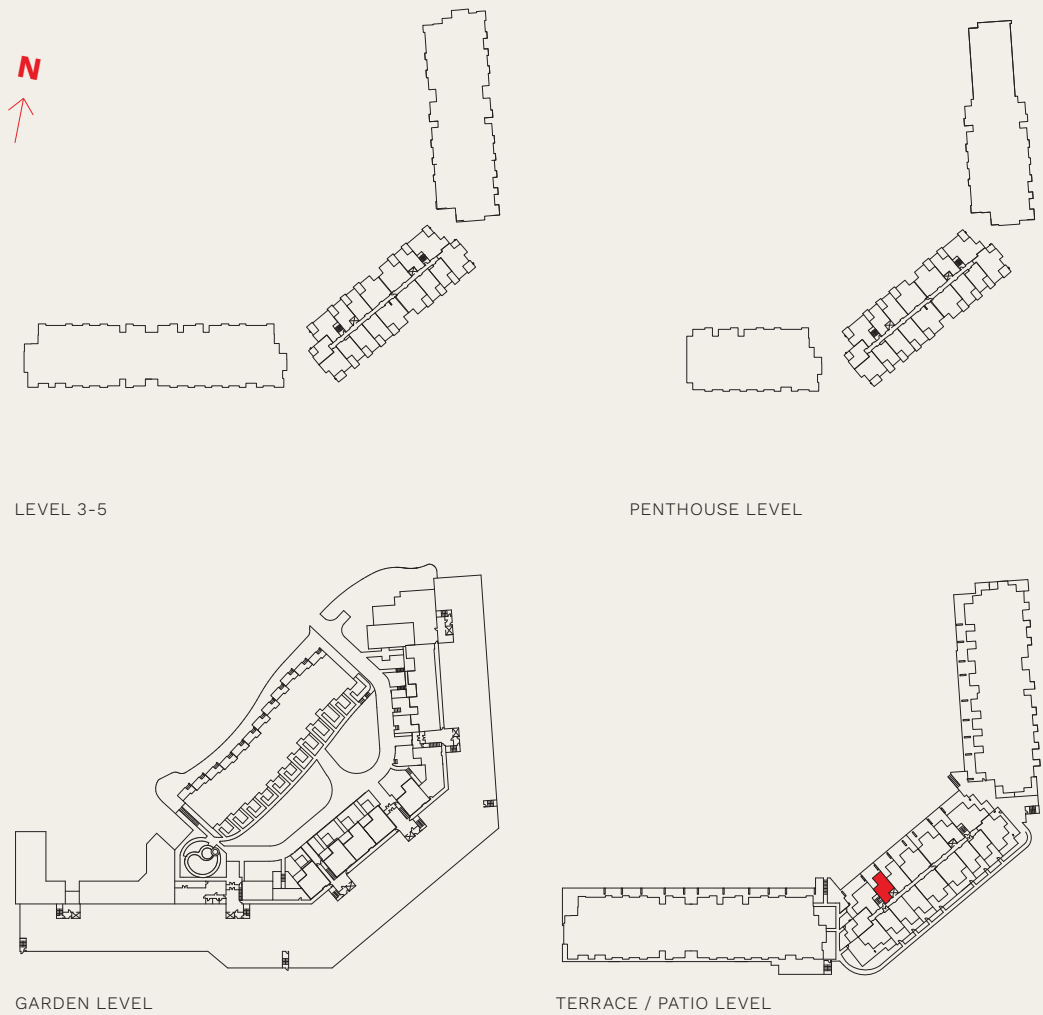 N
LEVEL 3-5
PENTHOUSE LEVEL
GARDEN LEVEL
TERRACE / PATIO LEVEL